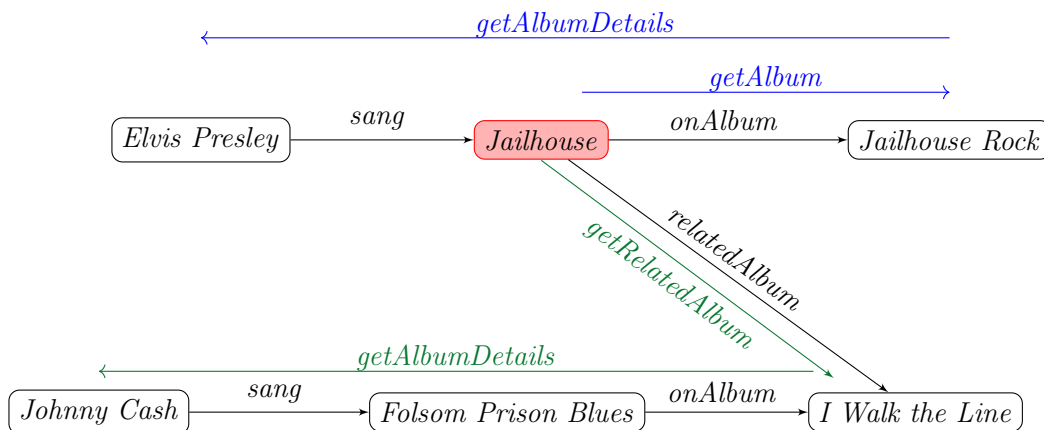 getAlbumDetails
getAlbum
Elvis Presley
sang
Jailhouse
onAlbum
Jailhouse Rock
relatedAlbum
getRelatedAlbum
getAlbumDetails
Johnny Cash
sang
Folsom Prison Blues
onAlbum
I Walk the Line